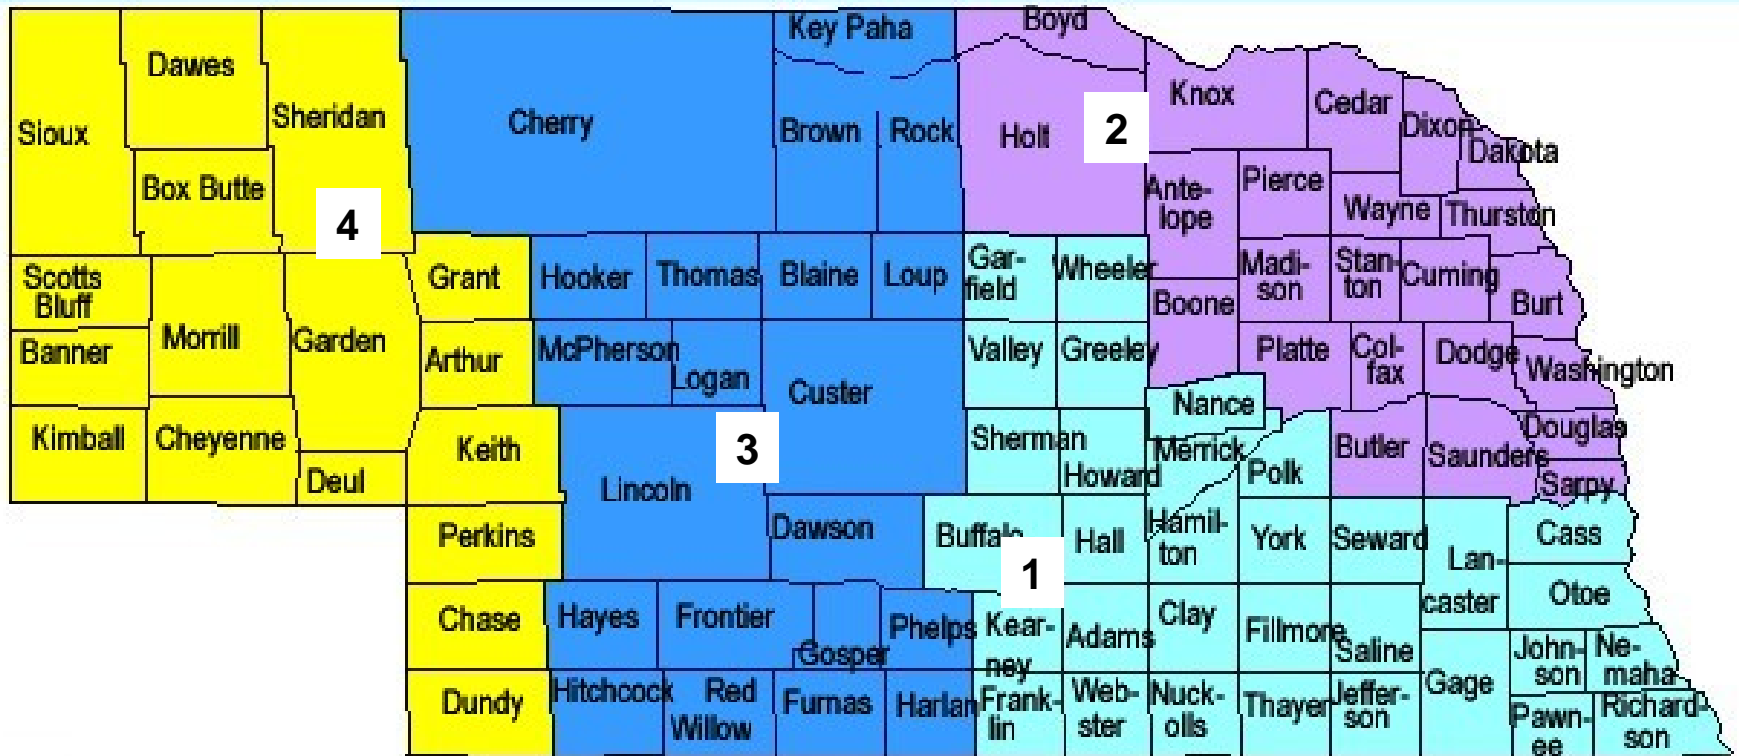 Boyd
Key Paha
Dawes
Sheridan
Sioux
Cherry
Brown
Rock
Holt
2
Knox
Cedar
Dixon
Dakota
Box Butte
4
Ante-
lope
Pierce
Wayne
Thurston
Scotts
Bluff
Grant
Hooker
Thomas
Blaine
Loup
Gar-
field
Wheeler
Madi-
son
Stan-
ton
Cuming
Burt
Boone
Banner
Morrill
Garden
Arthur
McPherson
Logan
Custer
Valley
Greeley
Platte
Col-
fax
Dodge
Washington
Nance
Kimball
Cheyenne
Deul
Keith
Lincoln
3
Sherman
Howard
Merrick
Polk
Butler
Saunders
Douglas
Sarpy
Perkins
Dawson
Buffalo
1
Hall
Hamil-
ton
York
Seward
Lan-
caster
Cass
Otoe
Chase
Hayes
Frontier
Gosper
Phelps
Kear-
ney
Adams
Clay
Fillmore
Saline
Gage
John-
son
Ne-
maha
Dundy
Hitchcock
Red
Willow
Furnas
Harlan
Frank-
lin
Web-
ster
Nuck-
olls
Thayer
Jeffer-
son
Pawn-
ee
Richard-
son